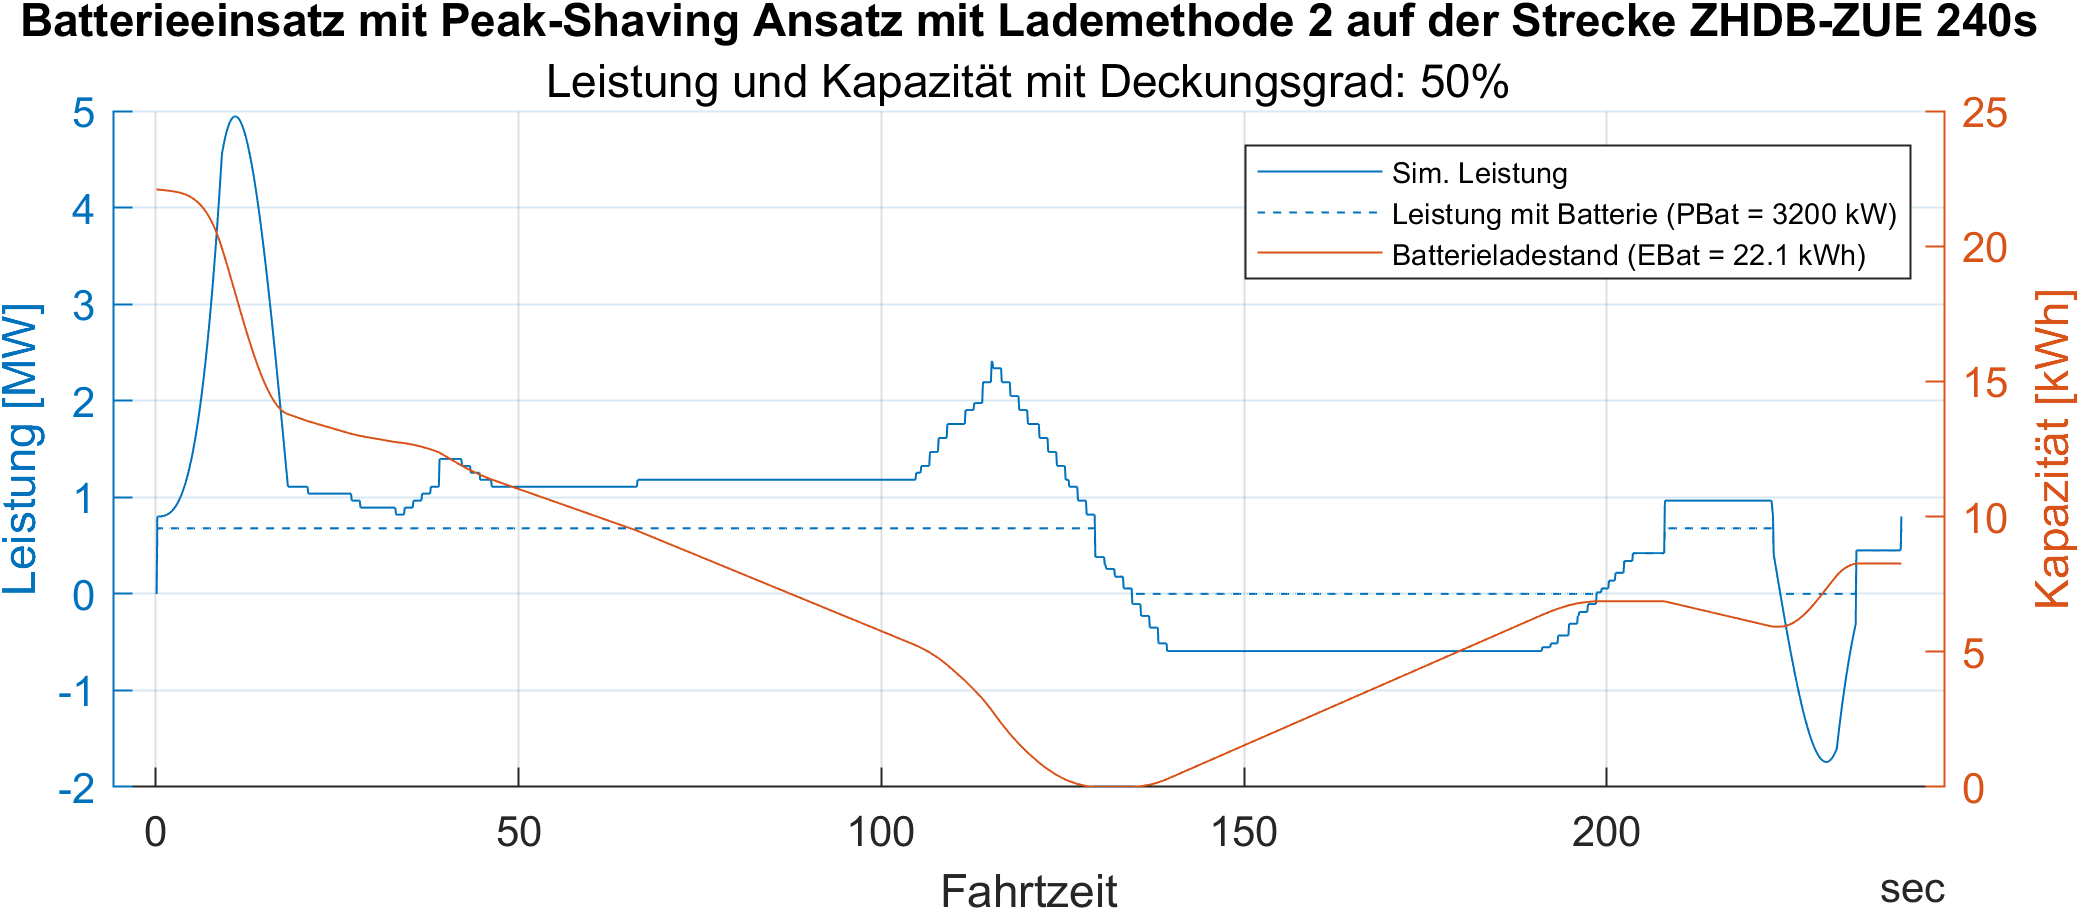 Batterieeinsatz mit Peak-Shaving Ansatz mit Lademethode 2 auf der Strecke ZHDB-ZUE 240s
Leistung und Kapazität mit Deckungsgrad: 50%
5
4
3
2
1
0
-1
-2
Leistung [MW]
25
20
15
10
5
0
Kapazität [kWh]
Sim. Leistung
Leistung mit Batterie (PBat = 3200 kW)
Batterieladestand (EBat = 22.1 kWh)
0 50 100 150 200
Fahrtzeit sec